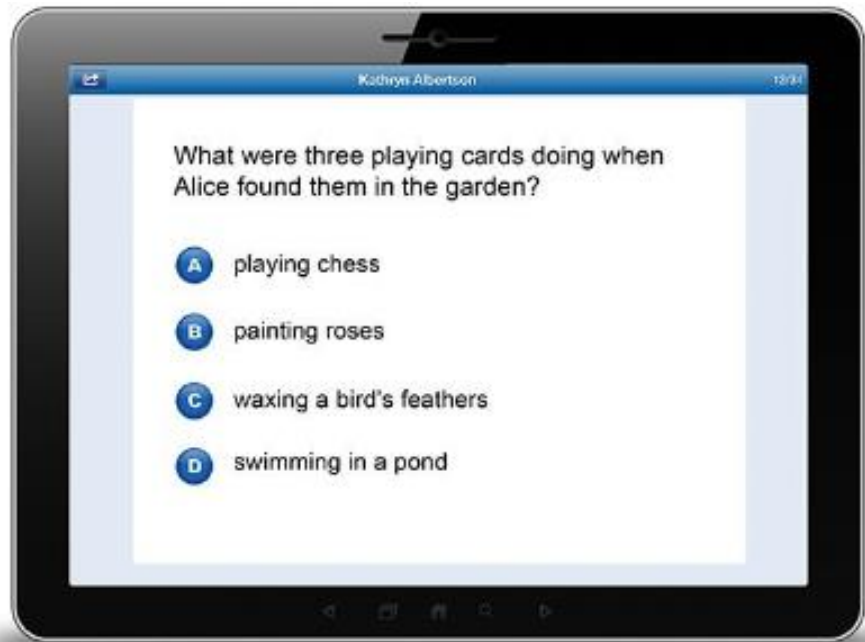 Kathryn Albertson
What were three playing cards doing when
Alice found them in the garden?
A playing chess
B painting roses
C waxing a bird's feathers
D swimming in a pond